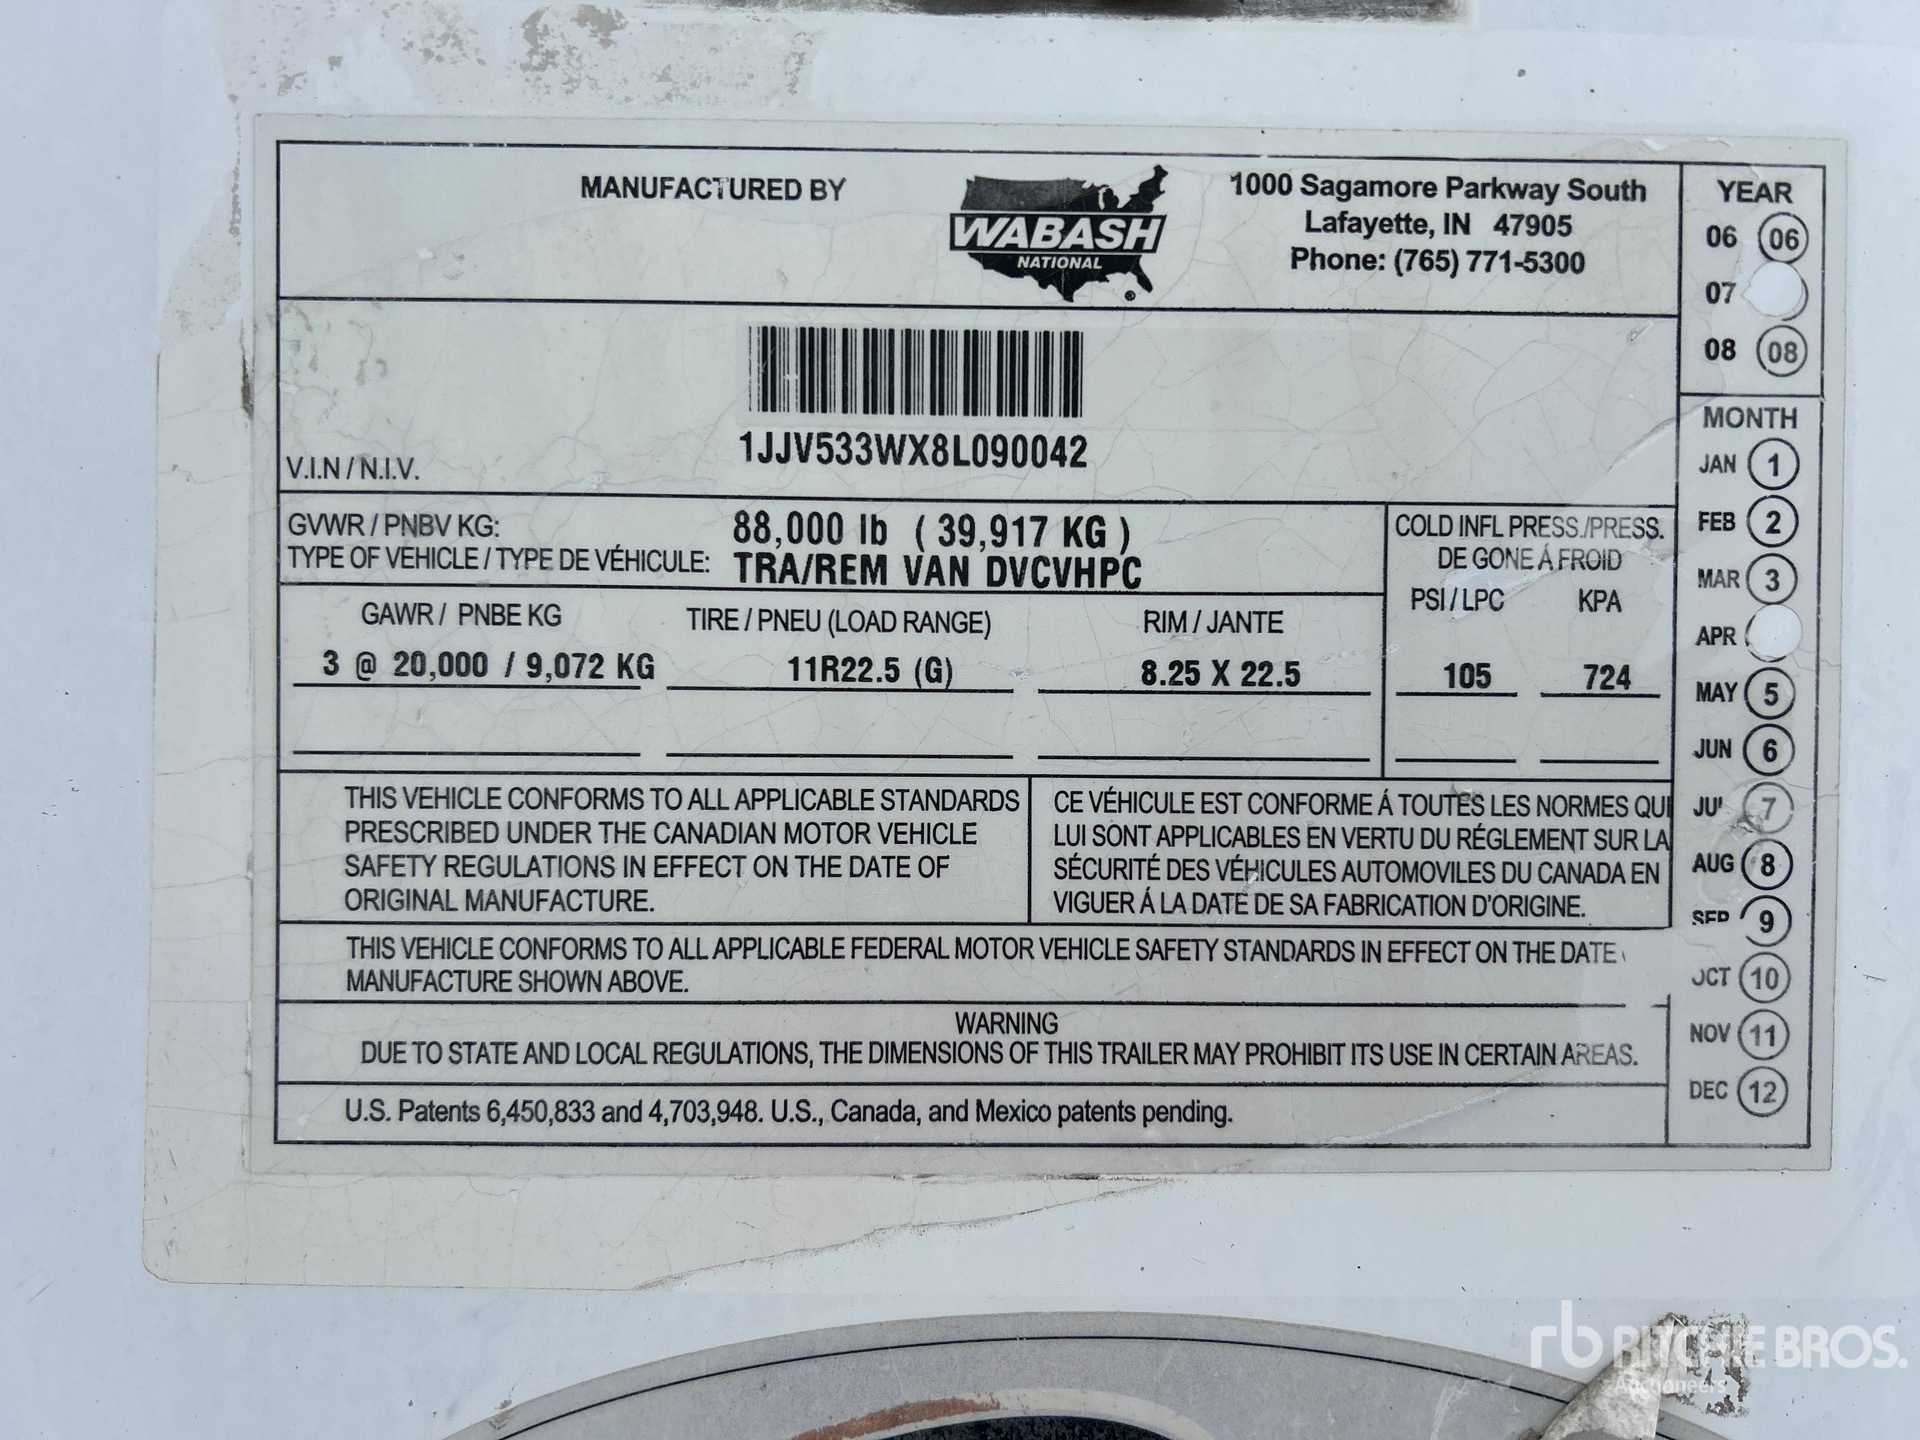 MANUFACTURED BY
WABASH
NATIONAL
®
1000 Sagamore Parkway South
Lafayette, IN 47905
Phone: (765) 771-5300
YEAR
06 06
07
08 08
1JJV533WX8L090042
V.I.N / N.I.V.
GVWR / PNBV KG: 88,000 lb ( 39,917 KG )
TYPE OF VEHICLE / TYPE DE VÉHICULE: TRA/REM VAN DVCVHPC
COLD INFL PRESS./PRESS.
DE GONE Á FROID
PSI / LPC KPA
GAWR / PNBE KG TIRE / PNEU (LOAD RANGE) RIM / JANTE
3 @ 20,000 / 9,072 KG 11R22.5 (G) 8.25 X 22.5 105 724
MONTH
JAN 1
FEB 2
MAR 3
APR
MAY 5
JUN 6
7
AUG 8
SEP 9
OCT 10
NOV 11
DEC 12
THIS VEHICLE CONFORMS TO ALL APPLICABLE STANDARDS
PRESCRIBED UNDER THE CANADIAN MOTOR VEHICLE
SAFETY REGULATIONS IN EFFECT ON THE DATE OF
ORIGINAL MANUFACTURE.
CE VÉHICULE EST CONFORME Á TOUTES LES NORMES QUI
LUI SONT APPLICABLES EN VERTU DU RÉGLEMENT SUR LA
SÉCURITÉ DES VÉHICULES AUTOMOVILES DU CANADA EN
VIGUER Á LA DATE DE SA FABRICATION D'ORIGINE.
THIS VEHICLE CONFORMS TO ALL APPLICABLE FEDERAL MOTOR VEHICLE SAFETY STANDARDS IN EFFECT ON THE DATE
MANUFACTURE SHOWN ABOVE.
WARNING
DUE TO STATE AND LOCAL REGULATIONS, THE DIMENSIONS OF THIS TRAILER MAY PROHIBIT ITS USE IN CERTAIN AREAS.
U.S. Patents 6,450,833 and 4,703,948. U.S., Canada, and Mexico patents pending.
rb RITCHIE BROS.
Auctioneers